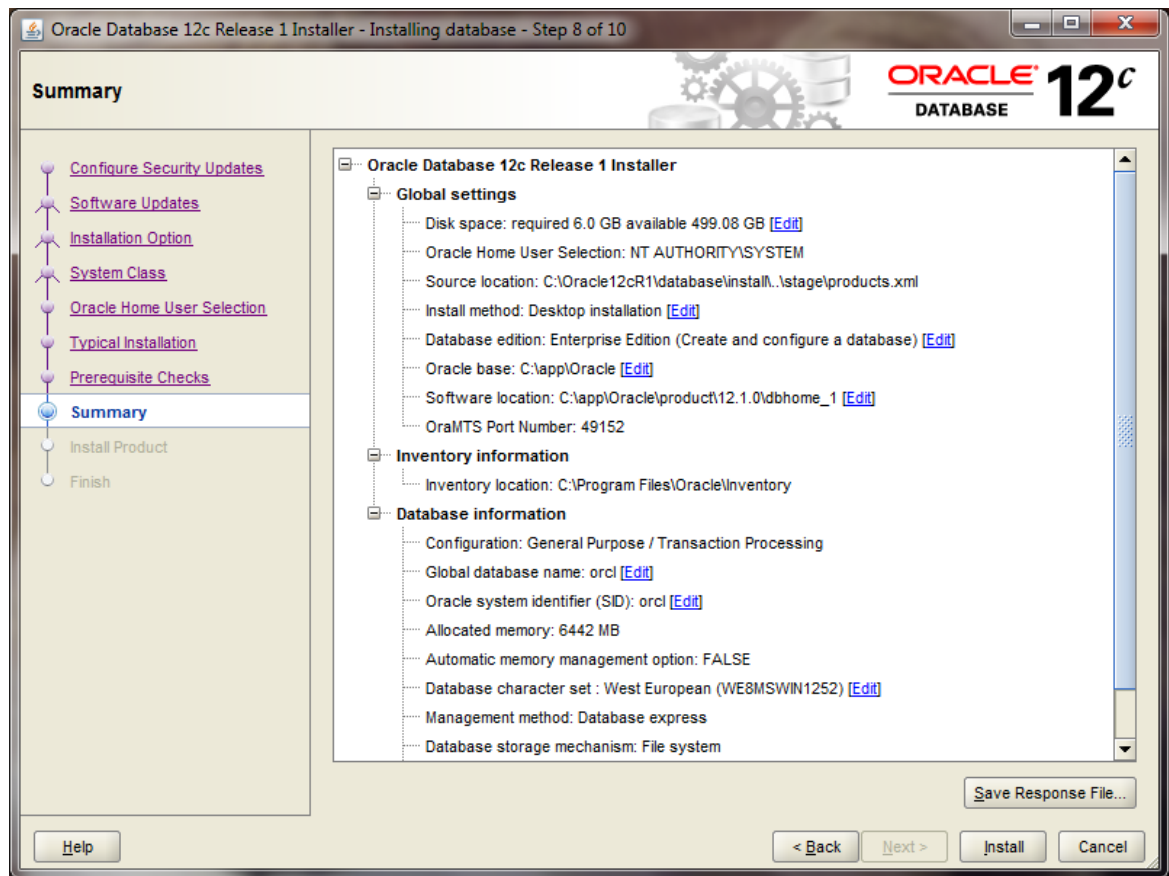 Oracle Database 12c Release 1 Installer - Installing database - Step 8 of 10
Summary
ORACLE
DATABASE
12c
Configure Security Updates
Software Updates
Installation Option
System Class
Oracle Home User Selection
Typical Installation
Prerequisite Checks
Summary
Install Product
Finish
Oracle Database 12c Release 1 Installer
Global settings
Disk space: required 6.0 GB available 499.08 GB [Edit]
Oracle Home User Selection: NT AUTHORITY\SYSTEM
Source location: C:\Oracle12cR1\database\install\..\stage\products.xml
Install method: Desktop installation [Edit]
Database edition: Enterprise Edition (Create and configure a database) [Edit]
Oracle base: C:\app\Oracle [Edit]
Software location: C:\app\Oracle\product\12.1.0\dbhome_1 [Edit]
OraMTS Port Number: 49152
Inventory information
Inventory location: C:\Program Files\Oracle\Inventory
Database information
Configuration: General Purpose / Transaction Processing
Global database name: orcl [Edit]
Oracle system identifier (SID): orcl [Edit]
Allocated memory: 6442 MB
Automatic memory management option: FALSE
Database character set : West European (WE8MSWIN1252) [Edit]
Management method: Database express
Database storage mechanism: File system
Save Response File...
Help
< Back
Next >
Install
Cancel